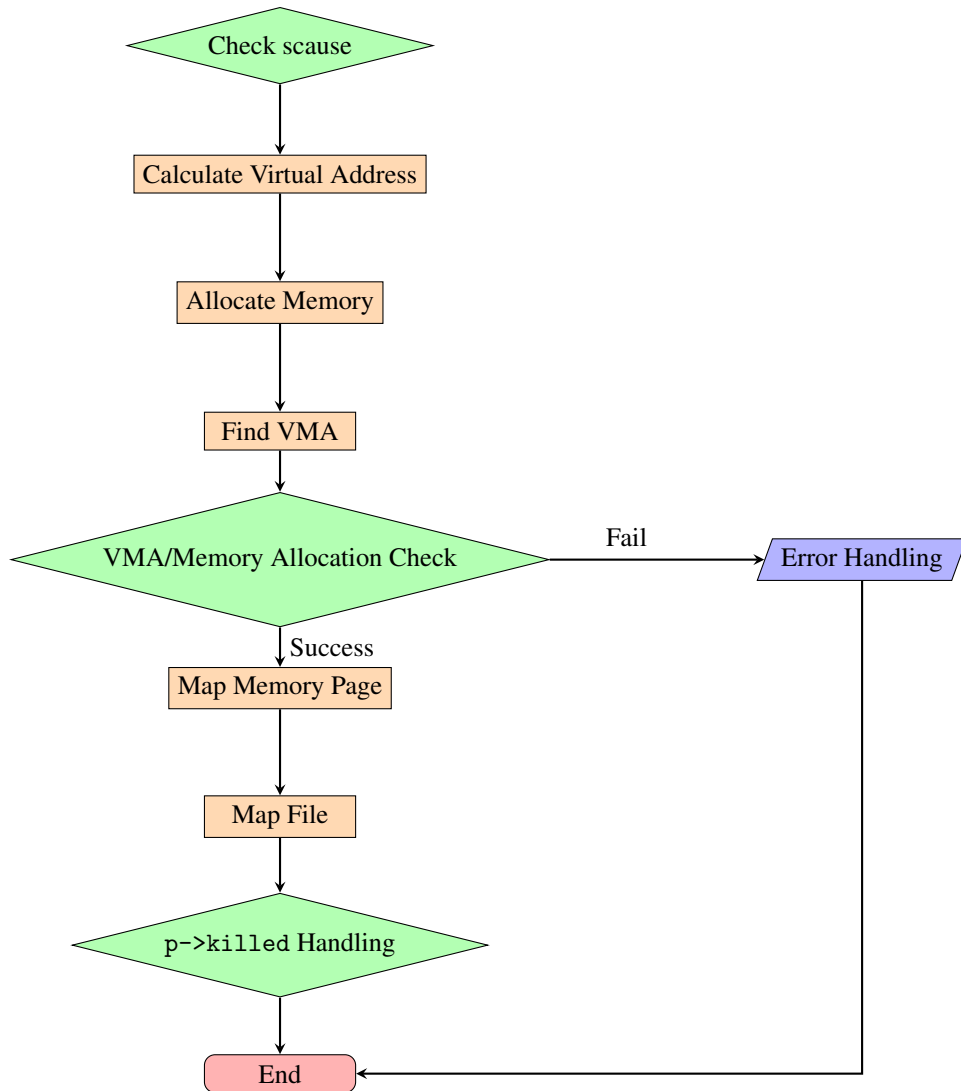 Check scause
Calculate Virtual Address
Allocate Memory
Find VMA
VMA/Memory Allocation Check
Fail
Error Handling
Success
Map Memory Page
Map File
p->killed Handling
End